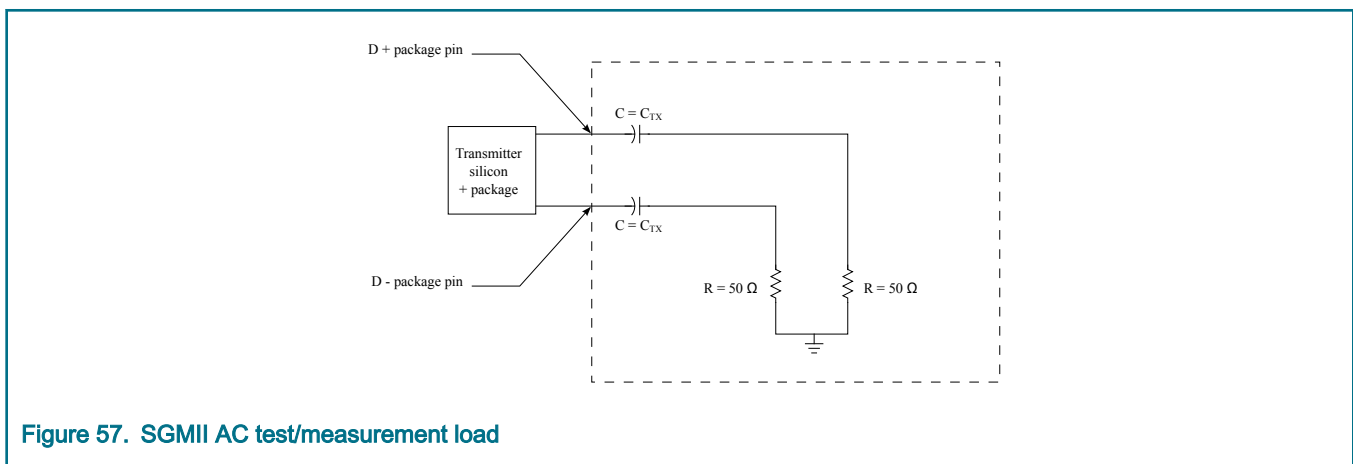 D + package pin
C = CTX
Transmitter
silicon
+ package
C = CTX
D - package pin
R = 50 Ω
R = 50 Ω
Figure 57. SGMII AC test/measurement load